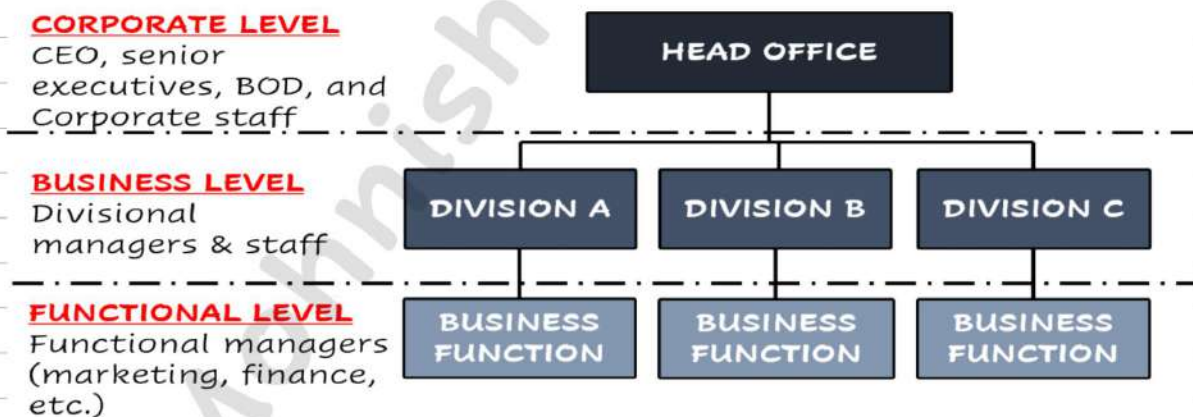 CORPORATE LEVEL
CEO, senior
executives, BOD, and
Corporate staff
HEAD OFFICE
BUSINESS LEVEL
Divisional
managers & staff
DIVISION A
DIVISION B
DIVISION C
FUNCTIONAL LEVEL
Functional managers
(marketing, finance,
etc.)
BUSINESS
FUNCTION
BUSINESS
FUNCTION
BUSINESS
FUNCTION